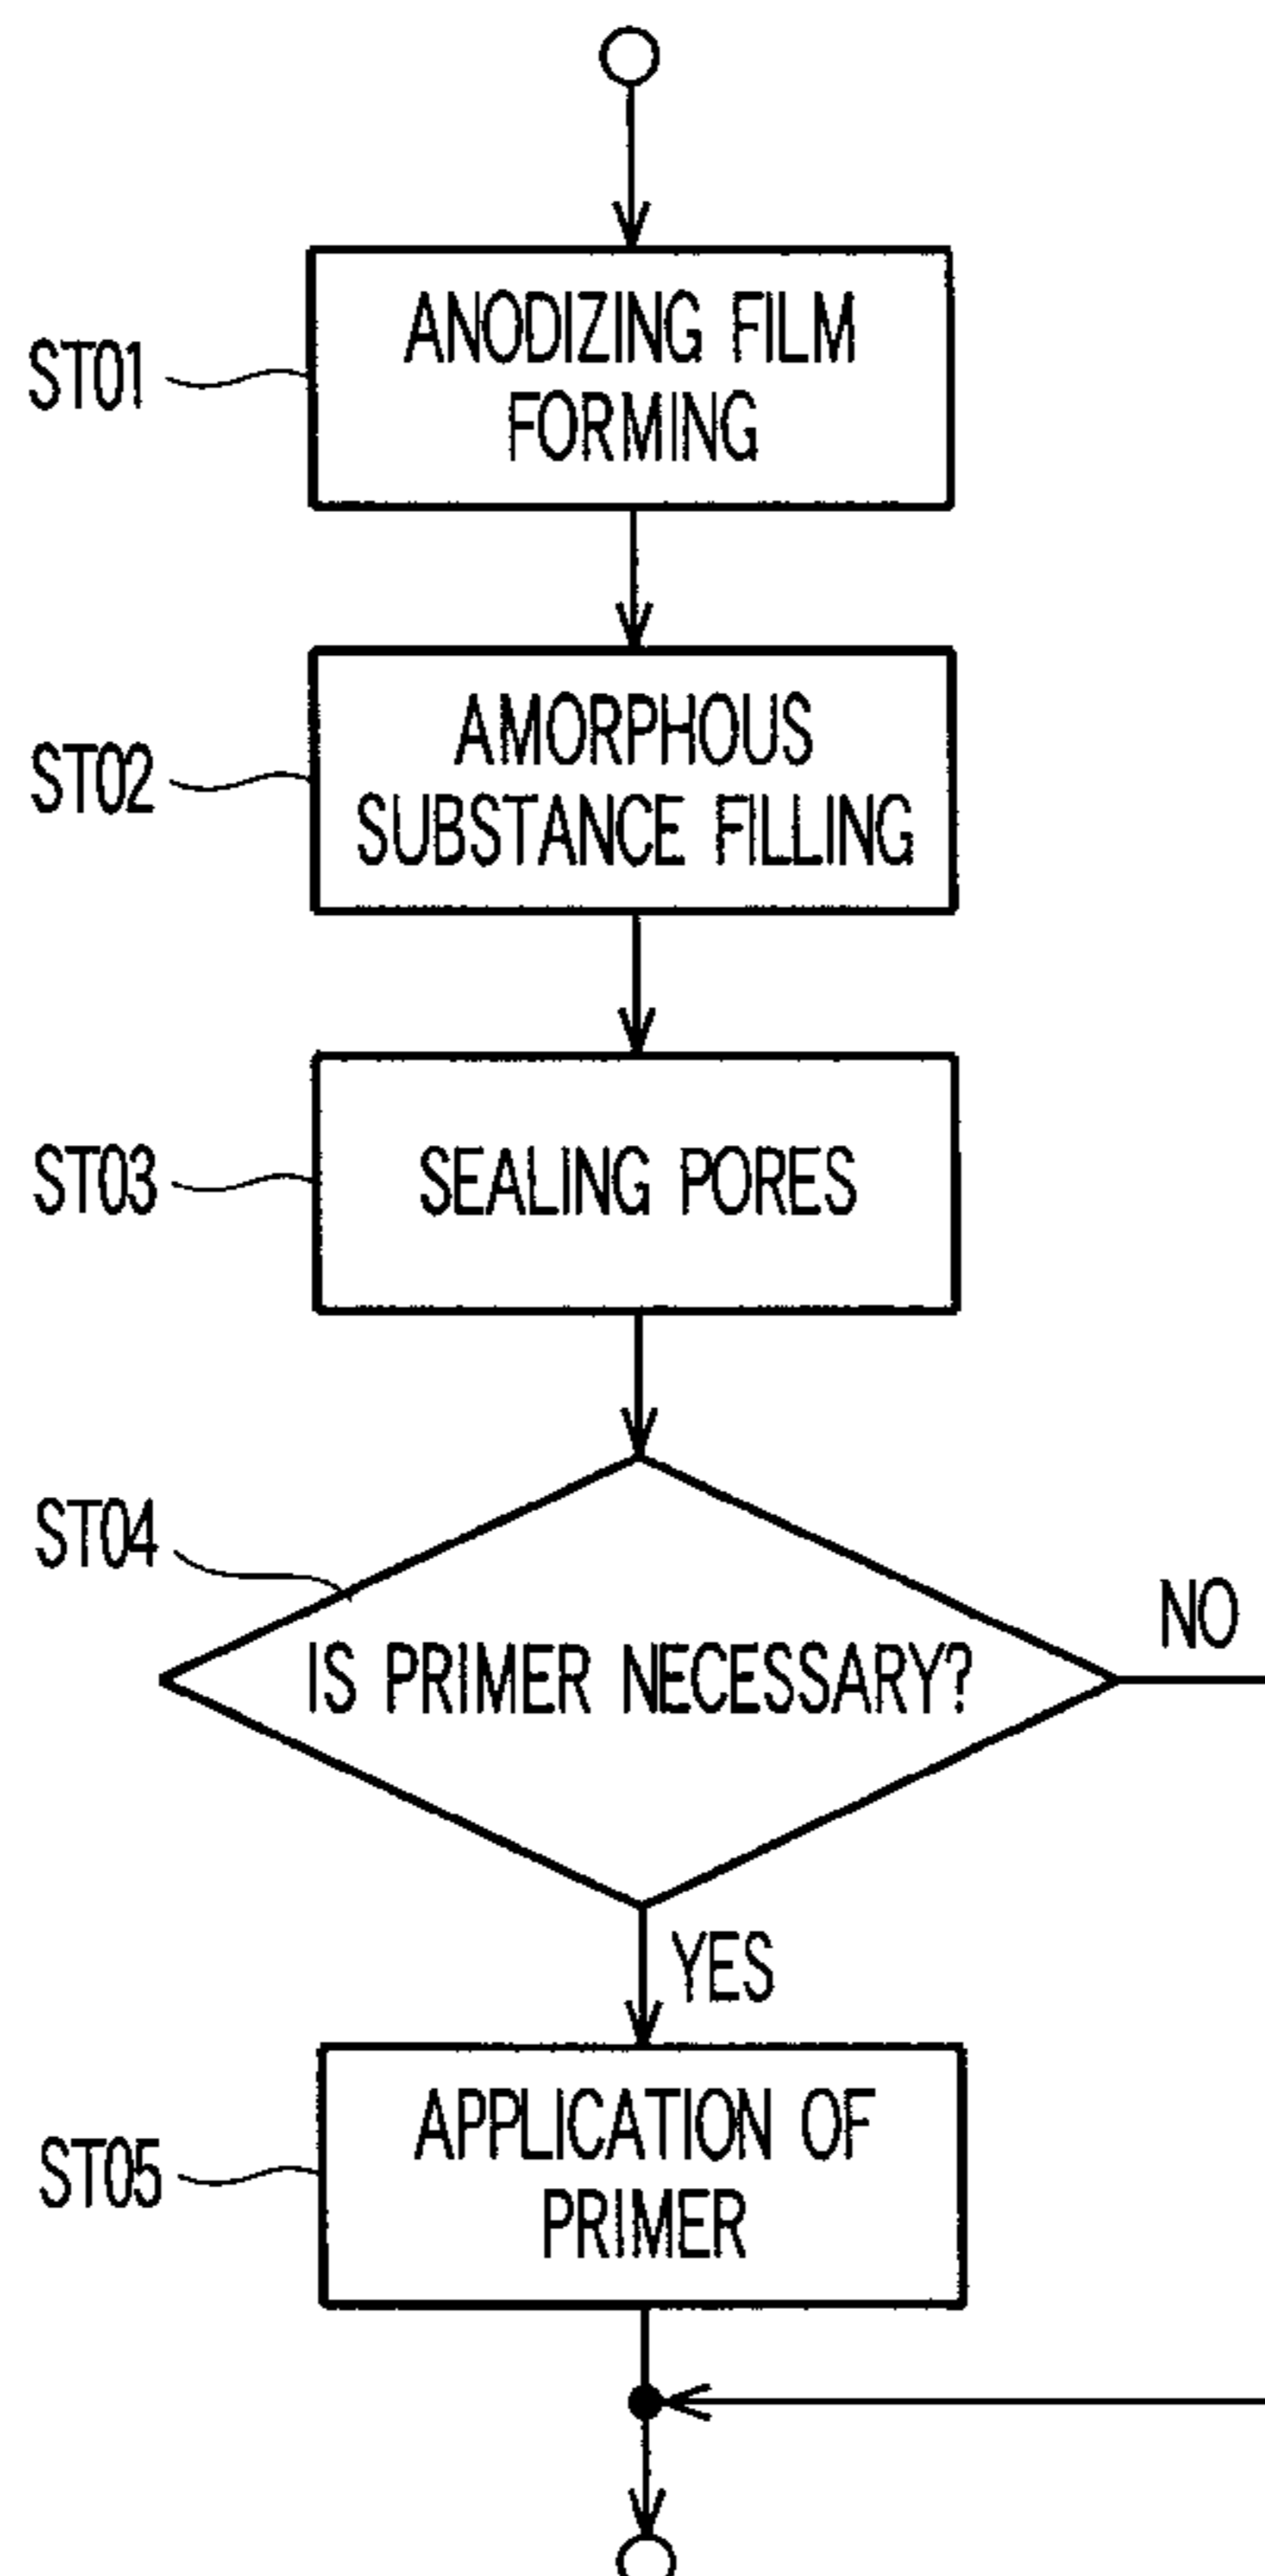 ST01
ANODIZING FILM
FORMING
ST02
AMORPHOUS
SUBSTANCE FILLING
ST03
SEALING PORES
ST04
IS PRIMER NECESSARY?
NO
YES
ST05
APPLICATION OF
PRIMER